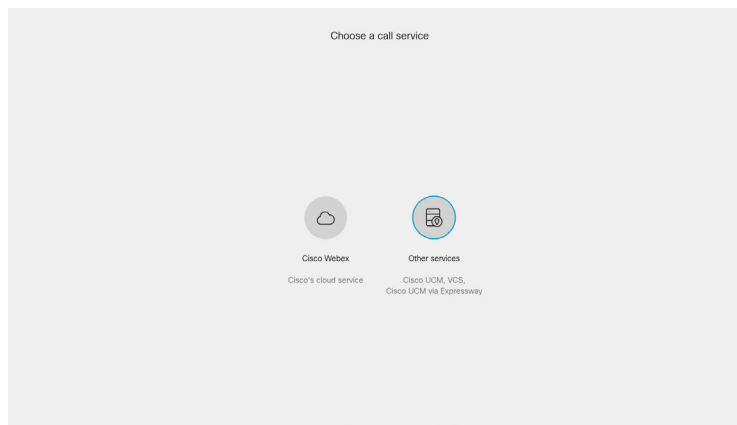 Choose a call service
Cisco Webex
Cisco's cloud service
Other services
Cisco UCM, VCS,
Cisco UCM via Expressway